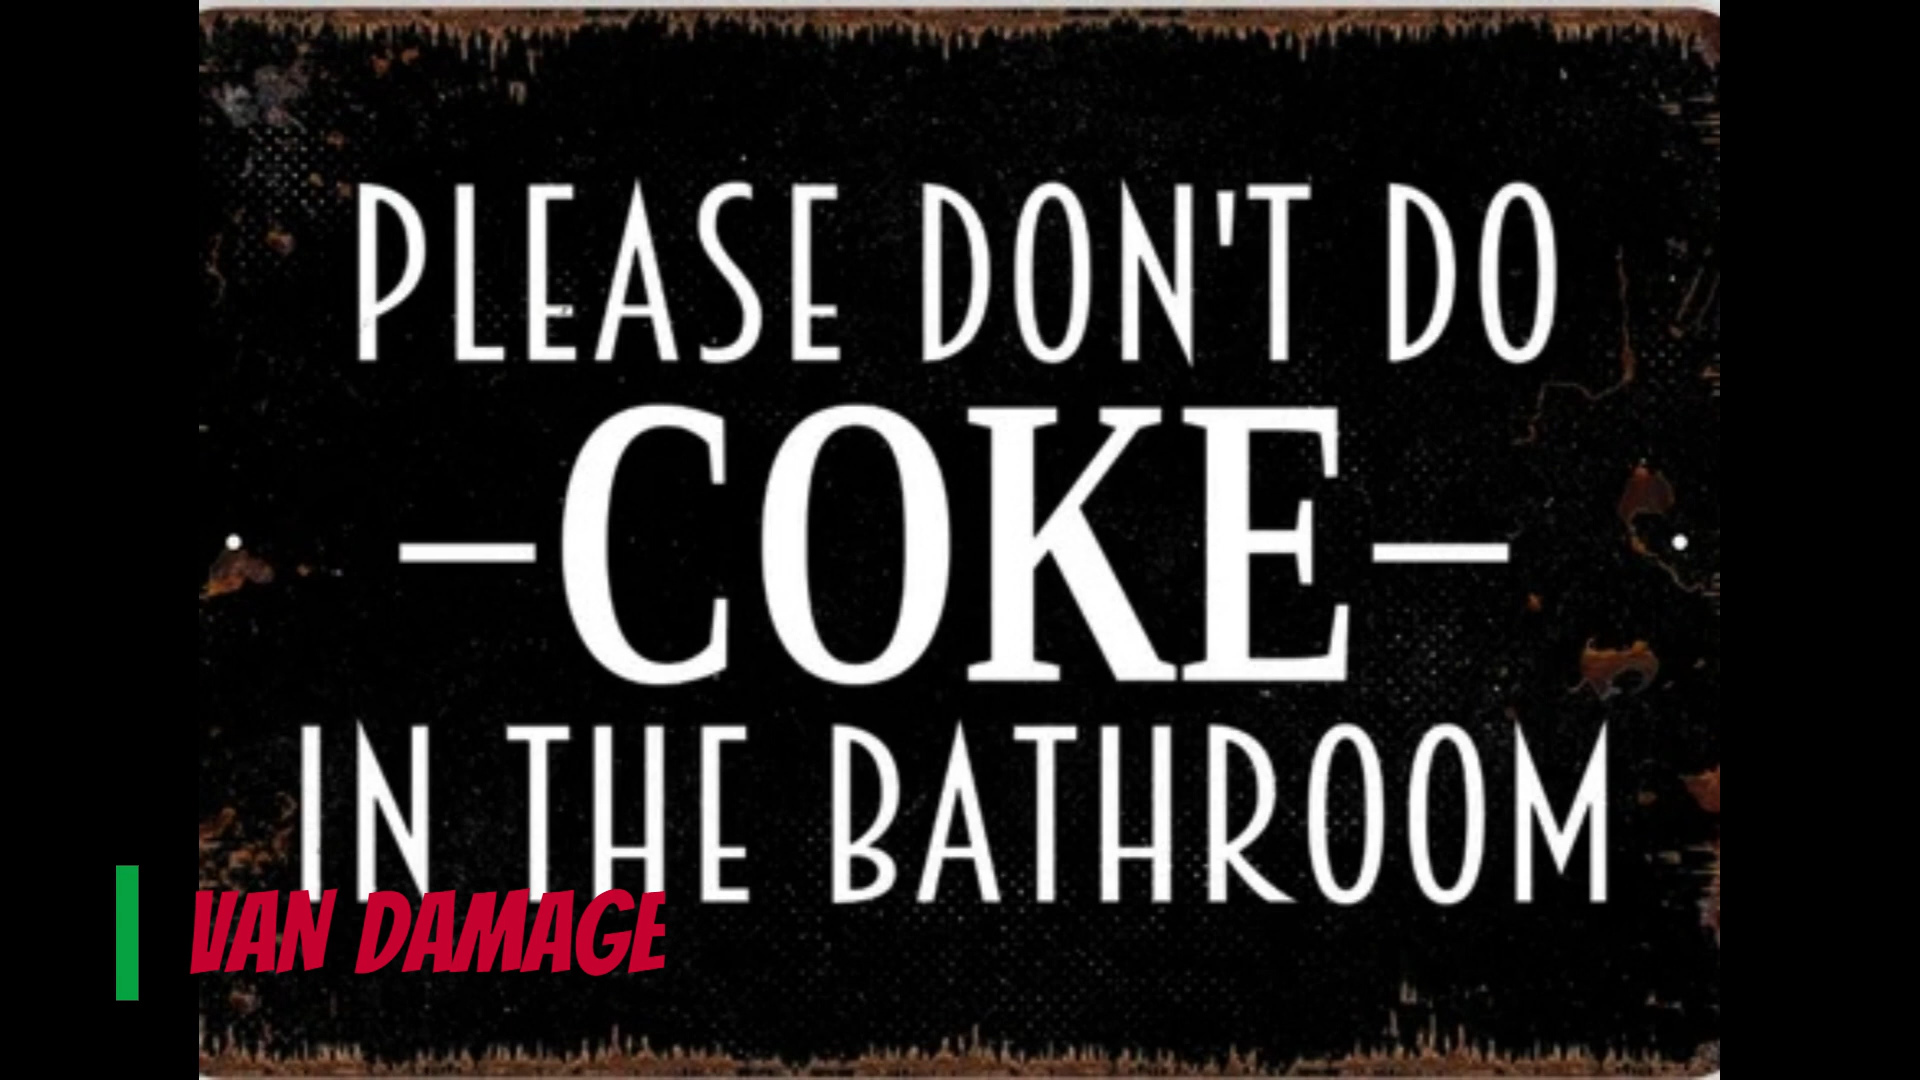 PLEASE DON'T DO
–COKE–
IN THE BATHROOM
VAN DAMAGE